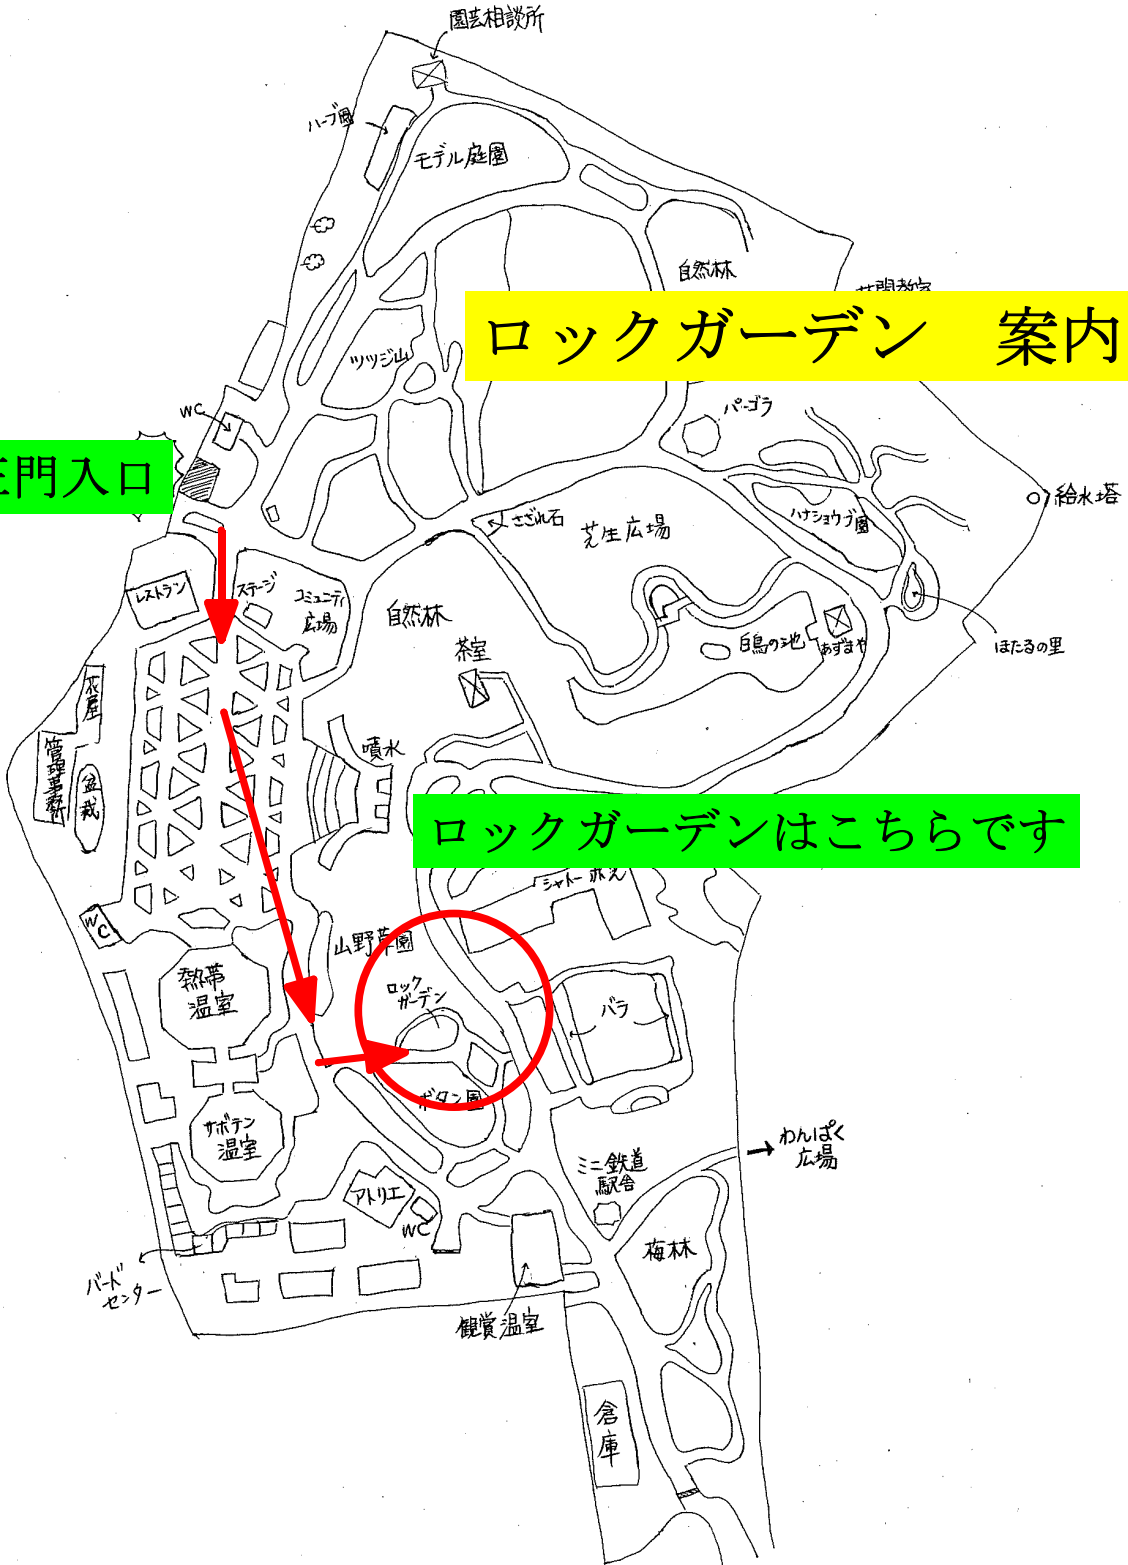 園芸相談所
ハーブ園
モデル庭園
自然林
ロックガーデン　案内
ツツジ山
パーゴラ
WC
正門入口
給水塔
さざれ石
芝生広場
ハナショウブ園
レストラン
ステージ
コミュニティ
広場
自然林
茶室
白鳥の池
あずまや
ほたるの里
花屋
管理事務所
盆栽
噴水
ロックガーデンはこちらです
シャトー赤元
WC
山野草園
熱帯
温室
ロック
ガーデン
バラ
ボタン園
サボテン
温室
わんぱく
広場
ミニ鉄道
駅舎
アトリエ
WC
梅林
バード
センター
観賞温室
倉庫